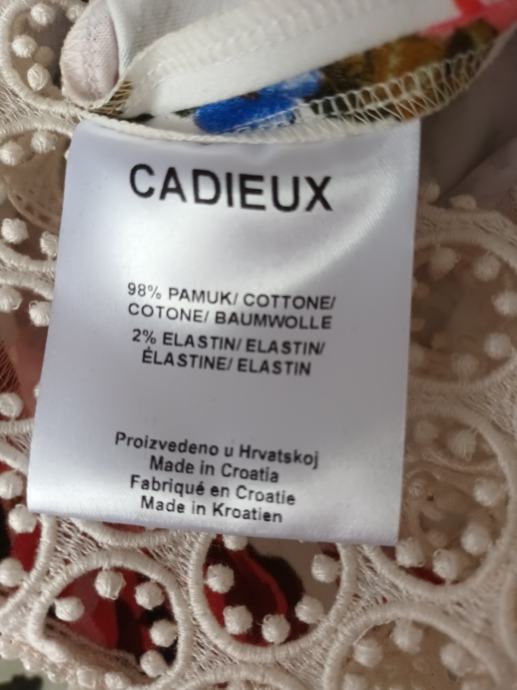 CADIEUX
98% PAMUK/ COTTONE/
COTONE/ BAUMWOLLE
2% ELASTIN/ ELASTIN/
ÉLASTINE/ ELASTIN
Proizvedeno u Hrvatskoj
Made in Croatia
Fabriqué en Croatie
Made in Kroatien